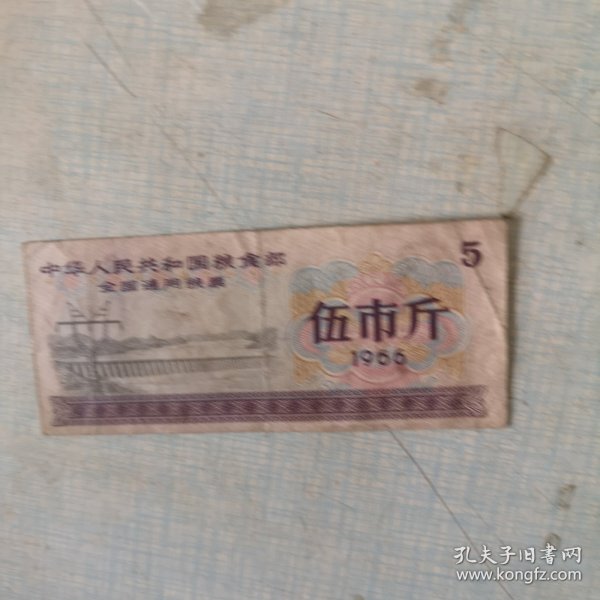 中华人民共和国粮食部
全国通用粮票
5
伍市斤
1966
孔夫子旧書网
www.kongfz.com